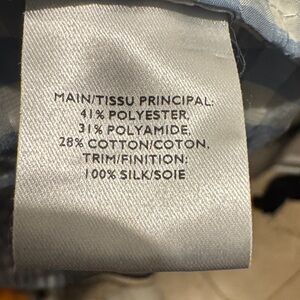 MAIN/TISSU PRINCIPAL:
41% POLYESTER,
31% POLYAMIDE,
28% COTTON/COTON.
TRIM/FINITION:
100% SILK/SOIE